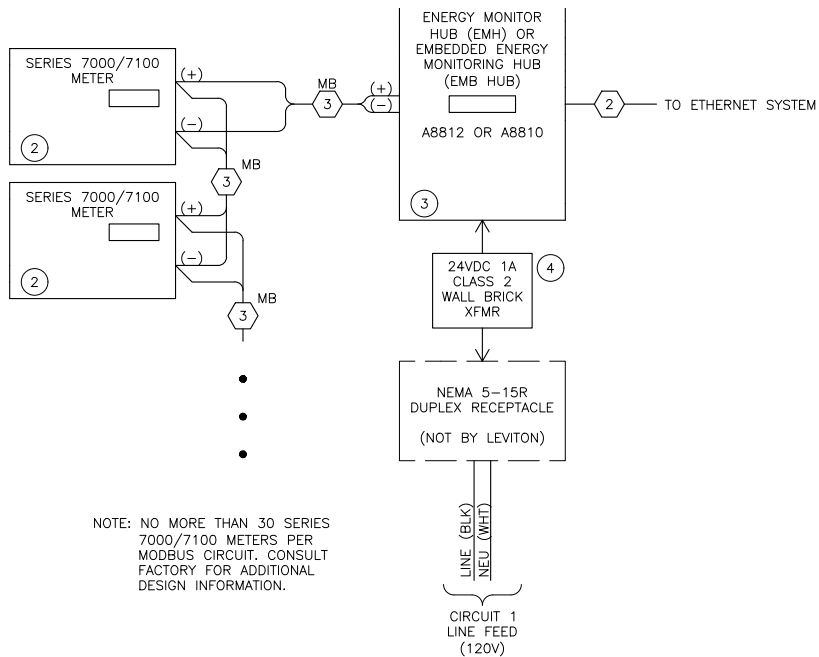 ENERGY MONITOR
HUB (EMH) OR
EMBEDDED ENERGY
MONITORING HUB
(EMB HUB)
A8812 OR A8810
3
SERIES 7000/7100
METER
(+)
(-)
2
MB
3
(+)
(-)
2
TO ETHERNET SYSTEM
MB
3
SERIES 7000/7100
METER
(+)
(-)
2
MB
3
24VDC 1A
CLASS 2
WALL BRICK
XFMR
4
NEMA 5-15R
DUPLEX RECEPTACLE
(NOT BY LEVITON)
LINE (BLK)
NEU (WHT)
CIRCUIT 1
LINE FEED
(120V)
NOTE: NO MORE THAN 30 SERIES
7000/7100 METERS PER
MODBUS CIRCUIT. CONSULT
FACTORY FOR ADDITIONAL
DESIGN INFORMATION.